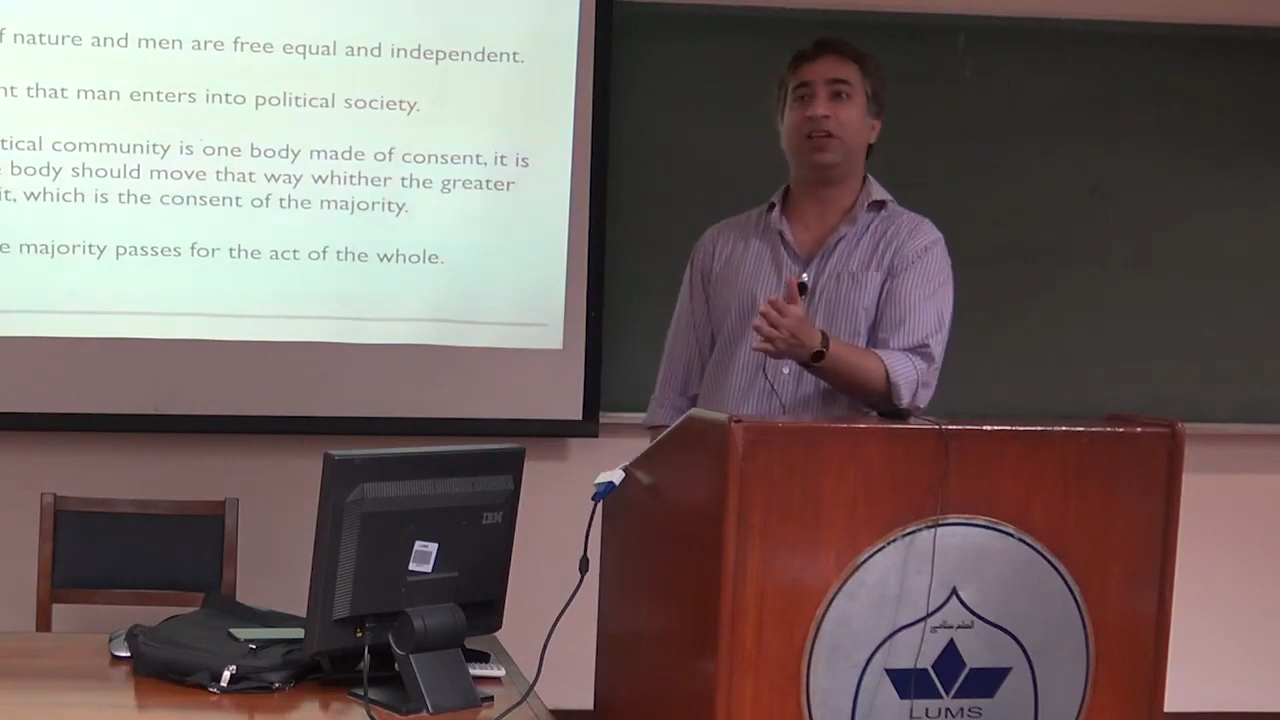 f nature and men are free equal and independent.
nt that man enters into political society.
tical community is one body made of consent, it is
body should move that way whither the greater
it, which is the consent of the majority.
e majority passes for the act of the whole.
IBM
LUMS